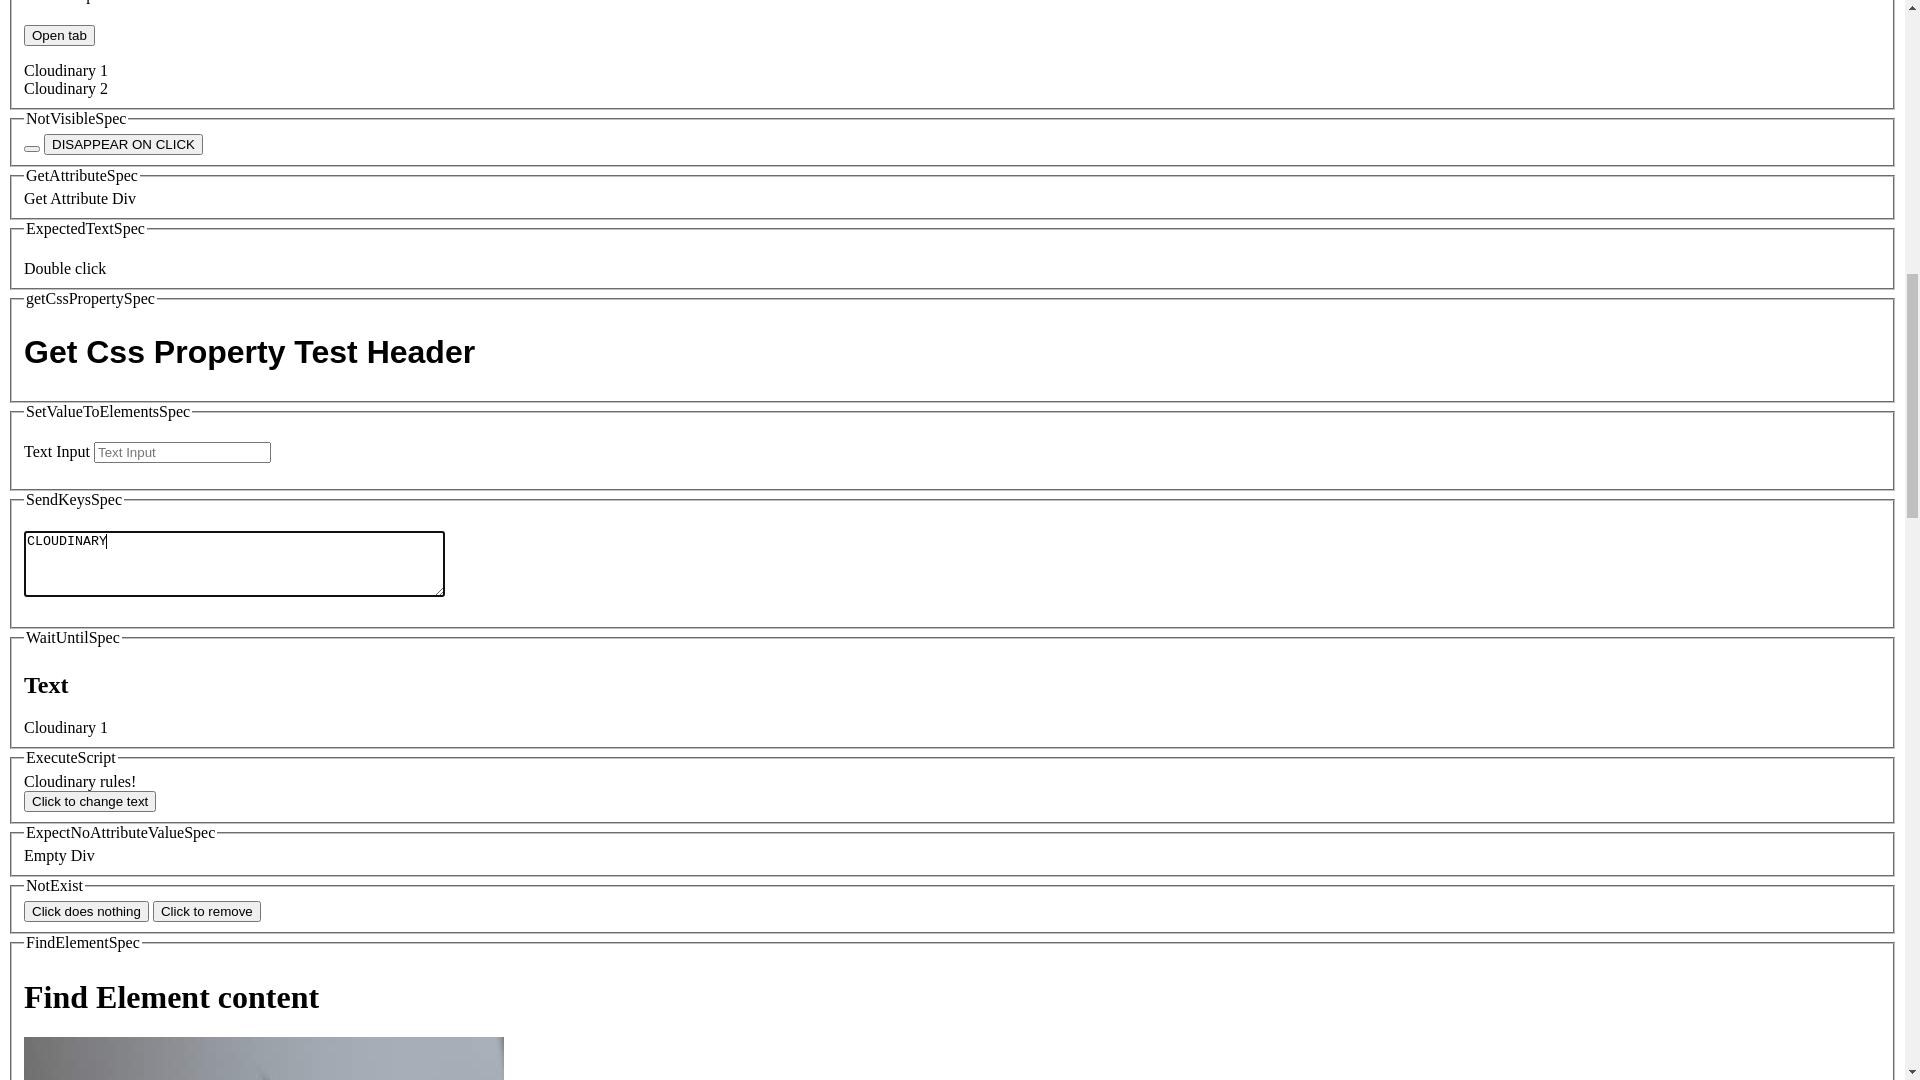 Open tab
Cloudinary 1
Cloudinary 2
NotVisibleSpec
DISAPPEAR ON CLICK
GetAttributeSpec
Get Attribute Div
ExpectedTextSpec
Double click
getCssPropertySpec
Get Css Property Test Header
SetValueToElementsSpec
Text Input Text Input
SendKeysSpec
CLOUDINARY
WaitUntilSpec
Text
Cloudinary 1
ExecuteScript
Cloudinary rules!
Click to change text
ExpectNoAttributeValueSpec
Empty Div
NotExist
Click does nothing Click to remove
FindElementSpec
Find Element content